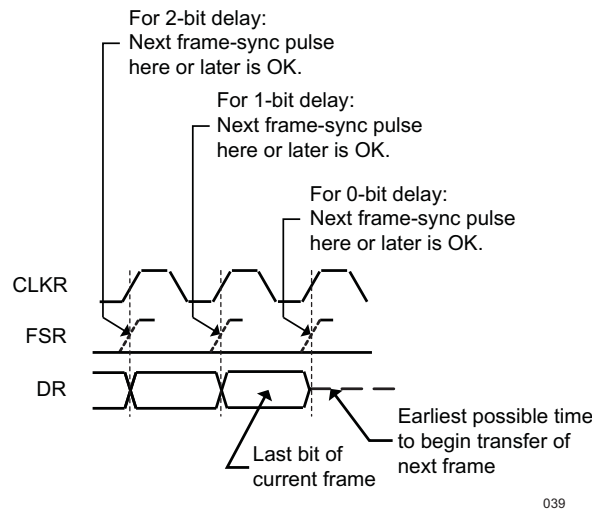 For 2-bit delay:
Next frame-sync pulse
here or later is OK.
For 1-bit delay:
Next frame-sync pulse
here or later is OK.
For 0-bit delay:
Next frame-sync pulse
here or later is OK.
CLKR
FSR
DR
Earliest possible time
to begin transfer of
next frame
Last bit of
current frame
039